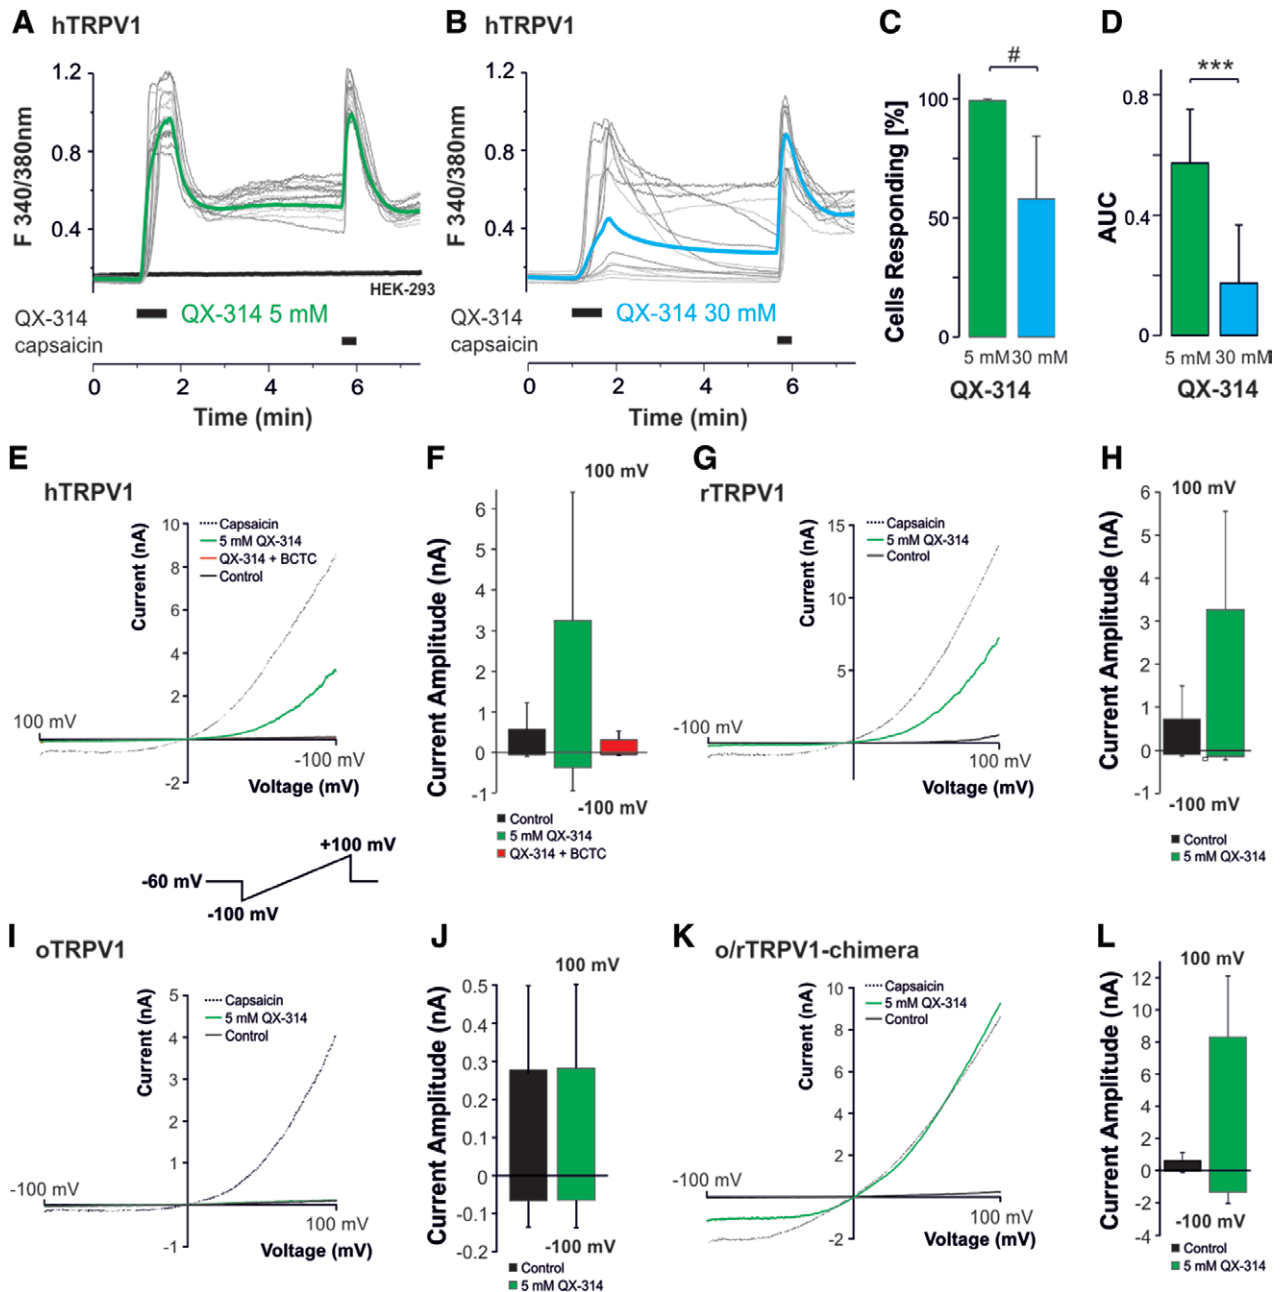 A hTRPV1
F 340/380nm
1.2
0.8
0.4
HEK-293
QX-314
QX-314 5 mM
capsaicin
0 2 4 6
Time (min)
B hTRPV1
F 340/380nm
1.2
0.8
0.4
QX-314
QX-314 30 mM
capsaicin
0 2 4 6
Time (min)
C
#
Cells Responding [%]
100
50
0
5 mM 30 mM
QX-314
D
***
AUC
0.8
0.4
0
5 mM 30 mM
QX-314
E
hTRPV1
Current (nA)
10
8
6
4
2
-2
Capsaicin
5 mM QX-314
QX-314 + BCTC
Control
100 mV
-100 mV
Voltage (mV)
+100 mV
-60 mV
-100 mV
F
100 mV
Current Amplitude (nA)
6
5
4
3
2
1
0
-1
-100 mV
Control
5 mM QX-314
QX-314 + BCTC
G
rTRPV1
Current (nA)
15
10
5
Capsaicin
5 mM QX-314
Control
-100 mV
100 mV
Voltage (mV)
H
100 mV
Current Amplitude (nA)
6
5
4
3
2
1
0
-1
-100 mV
Control
5 mM QX-314
I
oTRPV1
Current (nA)
5
4
3
2
1
-1
Capsaicin
5 mM QX-314
Control
-100 mV
100 mV
Voltage (mV)
J
100 mV
Current Amplitude (nA)
0.5
0.4
0.3
0.2
0.1
0
-0.1
-0.2
-100 mV
Control
5 mM QX-314
K
o/rTRPV1-chimera
Current (nA)
10
8
6
4
2
-2
Capsaicin
5 mM QX-314
Control
-100 mV
100 mV
Voltage (mV)
L
100 mV
Current Amplitude (nA)
12
10
8
6
4
2
0
-2
-4
-100 mV
Control
5 mM QX-314